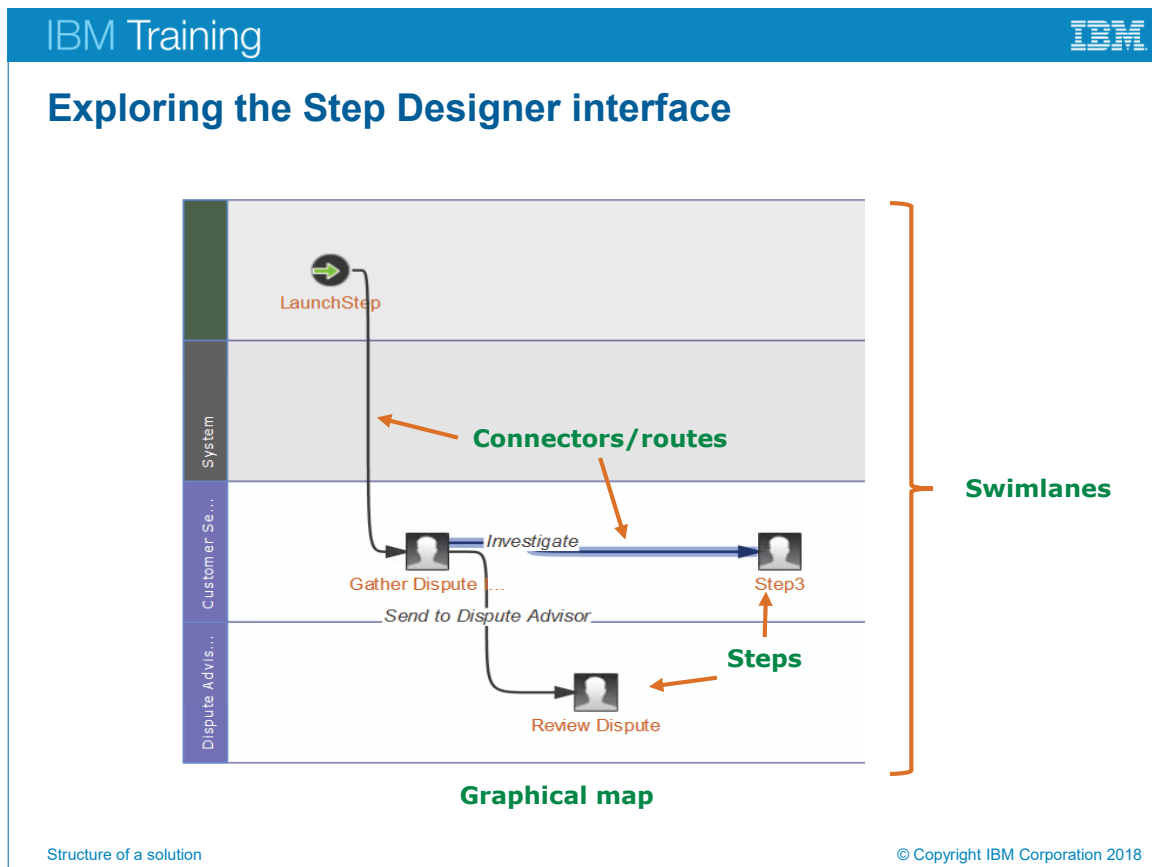 IBM Training
IBM
Exploring the Step Designer interface
LaunchStep
System
Connectors/routes
Swimlanes
Customer Se...
Investigate
Gather Dispute I...
Step3
Send to Dispute Advisor
Steps
Dispute Advis...
Review Dispute
Graphical map
Structure of a solution
© Copyright IBM Corporation 2018